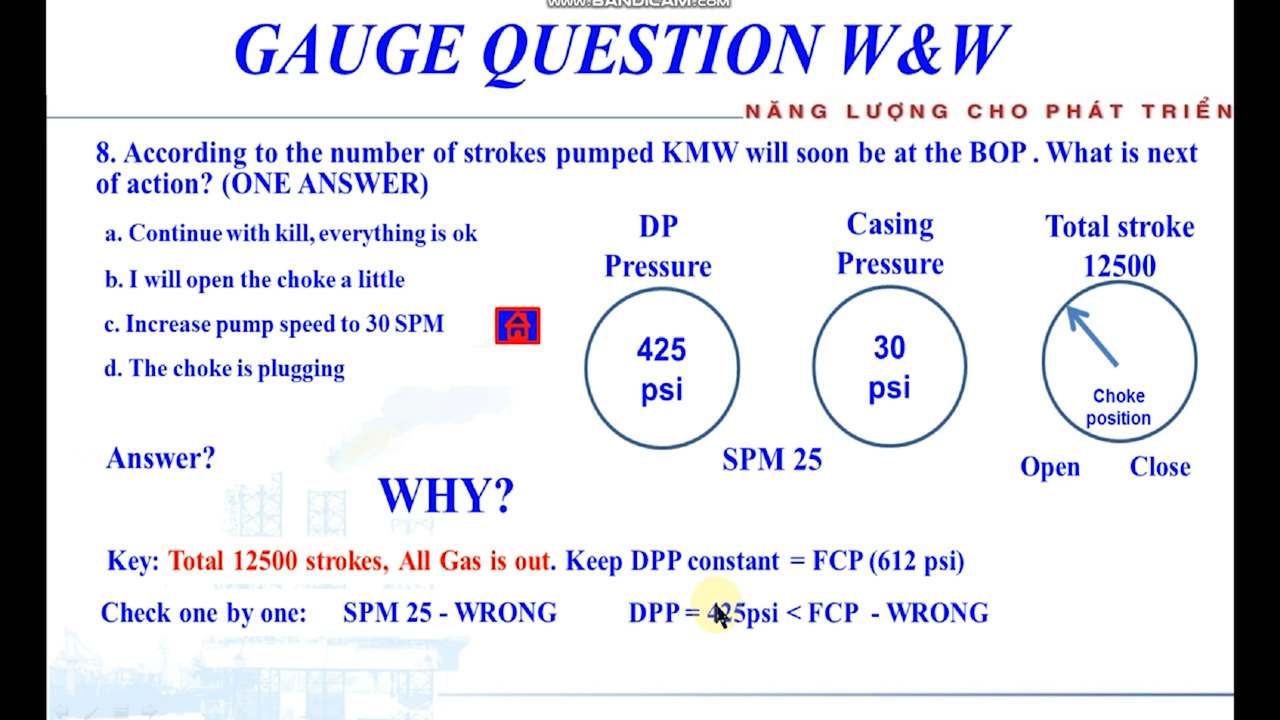 www.BANDICAM.com
GAUGE QUESTION W&W
NĂNG LƯỢNG CHO PHÁT TRIỂN
8. According to the number of strokes pumped KMW will soon be at the BOP . What is next
of action? (ONE ANSWER)
a. Continue with kill, everything is ok
b. I will open the choke a little
c. Increase pump speed to 30 SPM
d. The choke is plugging
DP
Pressure
425
psi
Casing
Pressure
30
psi
SPM 25
Total stroke
12500
Choke
position
Open Close
Answer?
WHY?
Key: Total 12500 strokes, All Gas is out. Keep DPP constant = FCP (612 psi)
Check one by one: SPM 25 - WRONG DPP = 425psi < FCP - WRONG